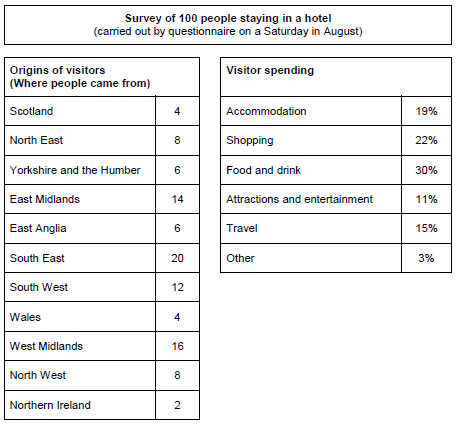 Survey of 100 people staying in a hotel
(carried out by questionnaire on a Saturday in August)
Origins of visitors
(Where people came from)
Scotland 4
North East 8
Yorkshire and the Humber 6
East Midlands 14
East Anglia 6
South East 20
South West 12
Wales 4
West Midlands 16
North West 8
Northern Ireland 2
Visitor spending
Accommodation 19%
Shopping 22%
Food and drink 30%
Attractions and entertainment 11%
Travel 15%
Other 3%